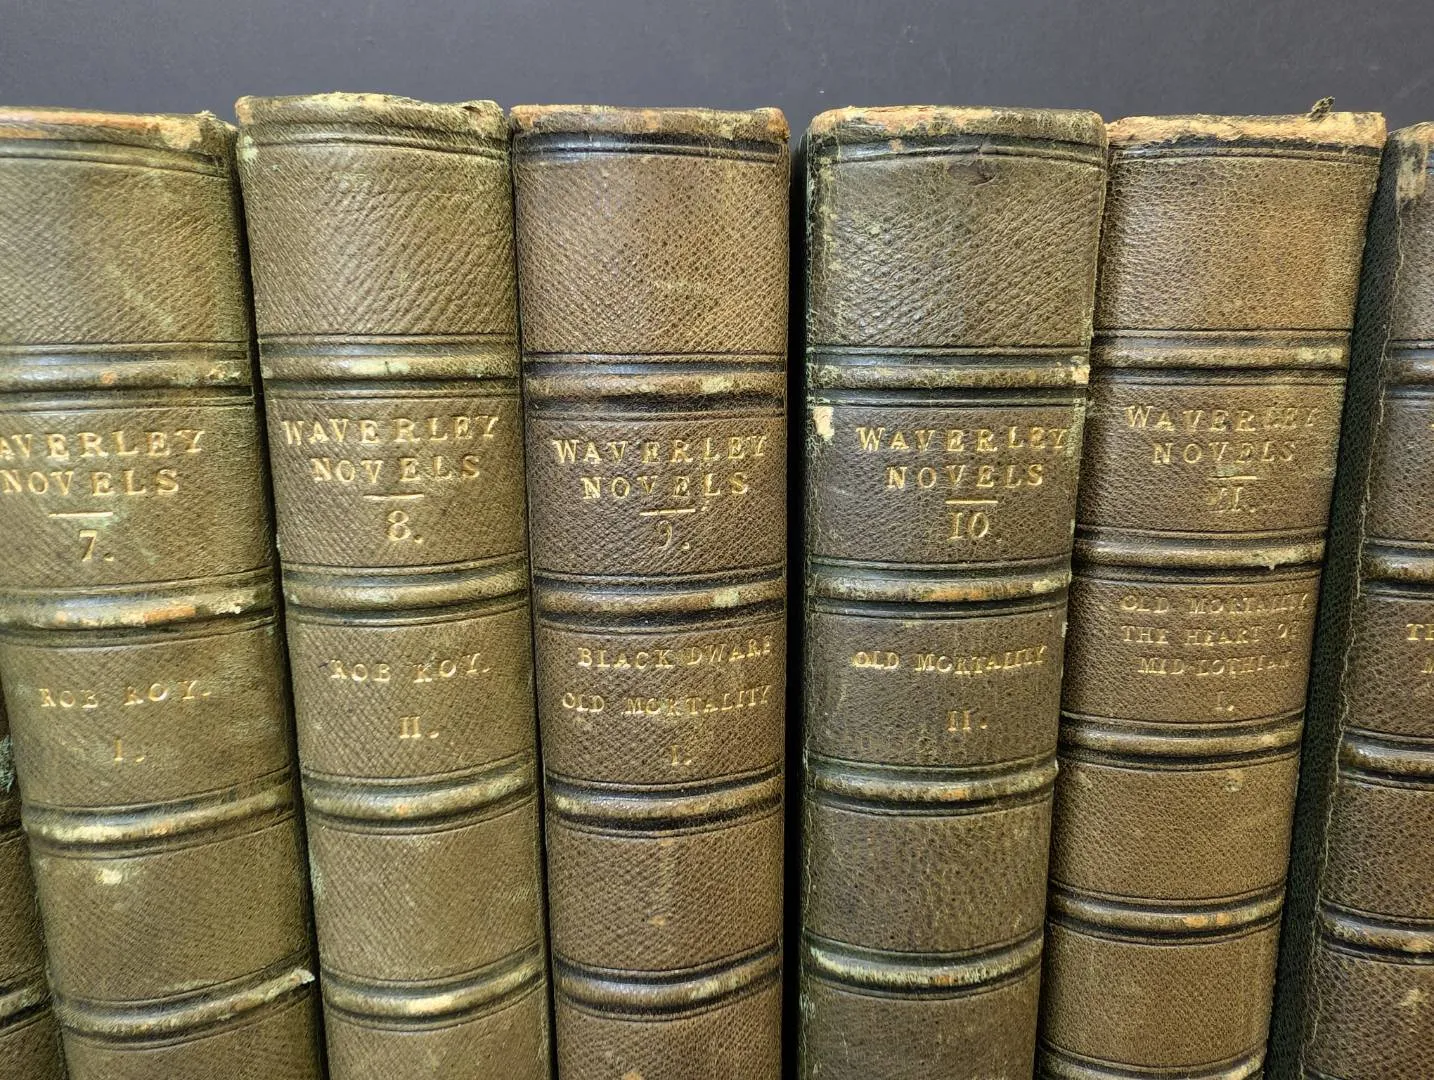 WAVERLEY
NOVELS
7.
ROB ROY.
I.
WAVERLEY
NOVELS
8.
ROB ROY.
II.
WAVERLEY
NOVELS
9.
BLACK DWARF
OLD MORTALITY
I.
WAVERLEY
NOVELS
10.
OLD MORTALITY
II.
WAVERLEY
NOVELS
11.
OLD MORTALITY
THE HEART OF
MID-LOTHIAN
I.